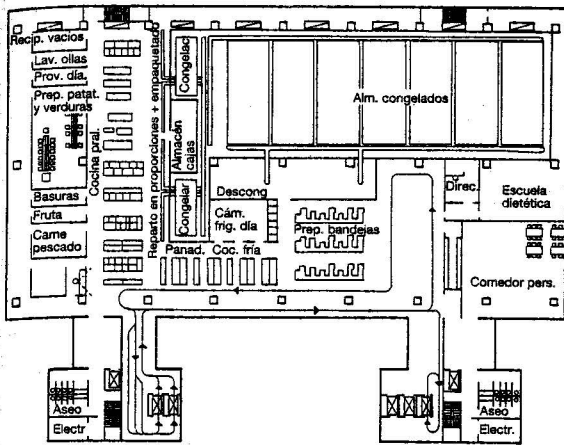 Recip. vacios
Lav. ollas
Prov. día.
Prep. patat.
y verduras
Basuras
Fruta
Carne
pescado
Cocina pral.
Reparto en proporciones + empaquetado
Congelac
Almacén
cajas
Congelar
Alm. congelados
Descong
Cám.
frig. día
Panad.
Coc. fría
Prep. bandejas
Direc.
Escuela
dietética
Comedor pers.
Aseo
Electr.
Aseo
Electr.